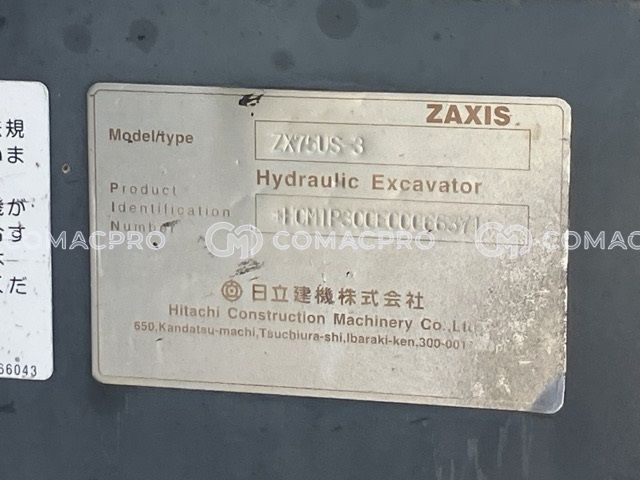 ZAXIS
Model/type
ZX75US-3
Hydraulic Excavator
Product
Identification
Number
日立建機株式会社
Hitachi Construction Machinery Co.,Ltd
650,Kandatsu-machi,Tsuchiura-shi,Ibaraki-ken,300-001
COMACPRO COMACPRO COMACPRO
規
いま
が
す
だ
66043